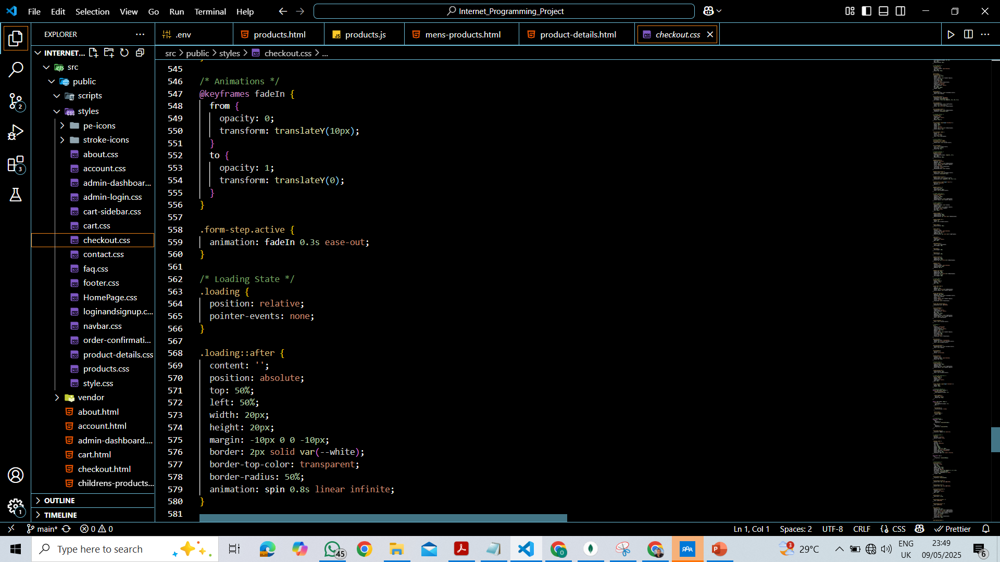 File Edit Selection View Go Run Terminal Help
Internet_Programming_Project
EXPLORER
.env
products.html
products.js
mens-products.html
product-details.html
checkout.css
INTERNET...
src > public > styles > checkout.css > ...
src
public
scripts
styles
pe-icons
stroke-icons
about.css
account.css
admin-dashboar...
admin-login.css
cart-sidebar.css
cart.css
checkout.css
contact.css
faq.css
footer.css
HomePage.css
loginandsignup.c...
navbar.css
order-confirmati...
product-details.css
products.css
style.css
vendor
about.html
account.html
admin-dashboard....
cart.html
checkout.html
childrens-products...
OUTLINE
TIMELINE
2
3
1
545
546 /* Animations */
547 @keyframes fadeIn {
548 from {
549 opacity: 0;
550 transform: translateY(10px);
551 }
552 to {
553 opacity: 1;
554 transform: translateY(0);
555 }
556 }
557
558 .form-step.active {
559 animation: fadeIn 0.3s ease-out;
560 }
561
562 /* Loading State */
563 .loading {
564 position: relative;
565 pointer-events: none;
566 }
567
568 .loading::after {
569 content: '';
570 position: absolute;
571 top: 50%;
572 left: 50%;
573 width: 20px;
574 height: 20px;
575 margin: -10px 0 0 -10px;
576 border: 2px solid var(--white);
577 border-top-color: transparent;
578 border-radius: 50%;
579 animation: spin 0.8s linear infinite;
580 }
581
main* 0 0
Ln 1, Col 1 Spaces: 2 UTF-8 CRLF {} CSS Prettier
Type here to search
45
3
29°C
ENG
UK
23:49
09/05/2025
6